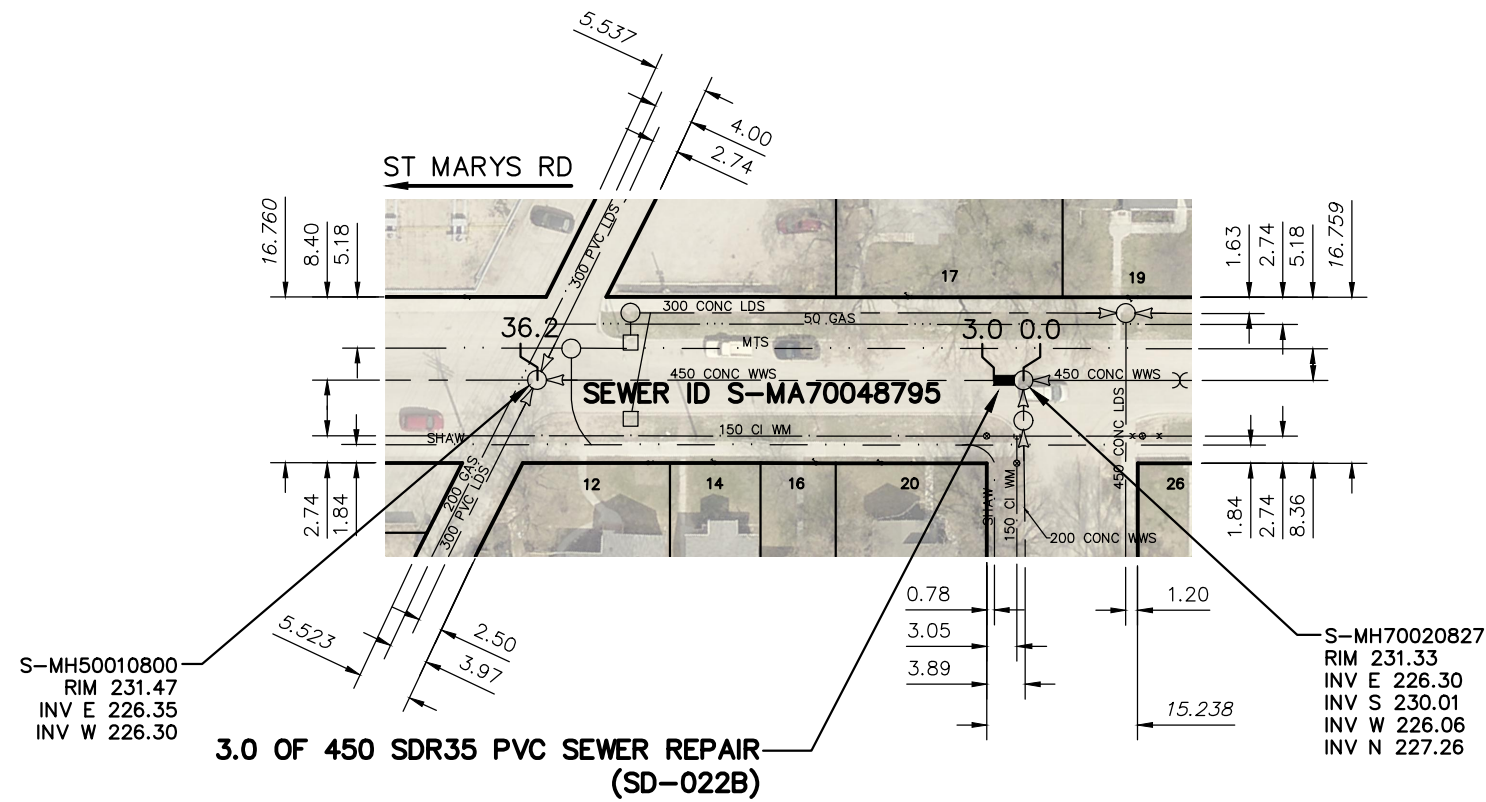 5.537
4.00
2.74
ST MARYS RD
16.760
8.40
5.18
300 PVC LDS
17
19
1.63
2.74
5.18
16.759
300 CONC LDS
50 GAS
36.2
3.0 0.0
MTS
450 CONC WWS
450 CONC WWS
SEWER ID S-MA70048795
150 CI WM
SHAW
450 CONC LDS
200 GAS
300 PVC LDS
12
14
16
20
26
SHAW
150 CI WM
200 CONC WWS
2.74
1.84
1.84
2.74
8.36
5.523
2.50
3.97
0.78
3.05
3.89
1.20
15.238
S-MH50010800
RIM 231.47
INV E 226.35
INV W 226.30
S-MH70020827
RIM 231.33
INV E 226.30
INV S 230.01
INV W 226.06
INV N 227.26
3.0 OF 450 SDR35 PVC SEWER REPAIR
(SD-022B)